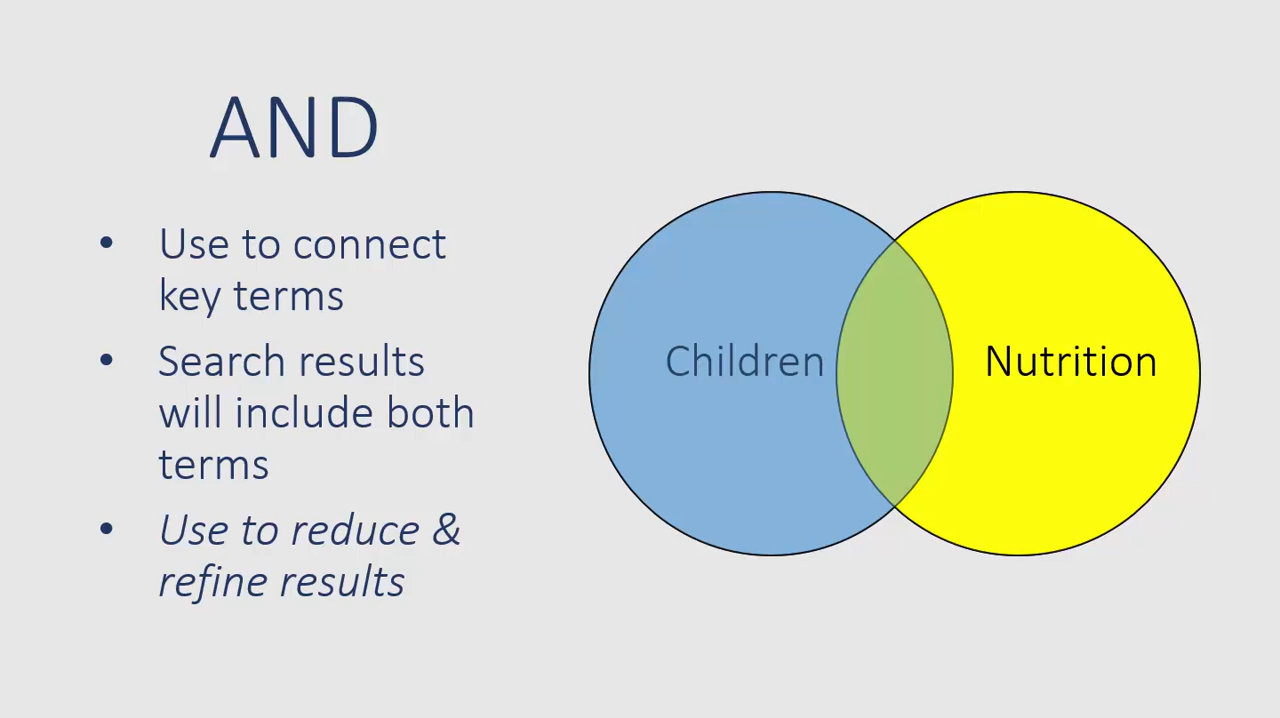 AND
• Use to connect
key terms
• Search results
will include both
terms
• Use to reduce &
refine results
Children
Nutrition